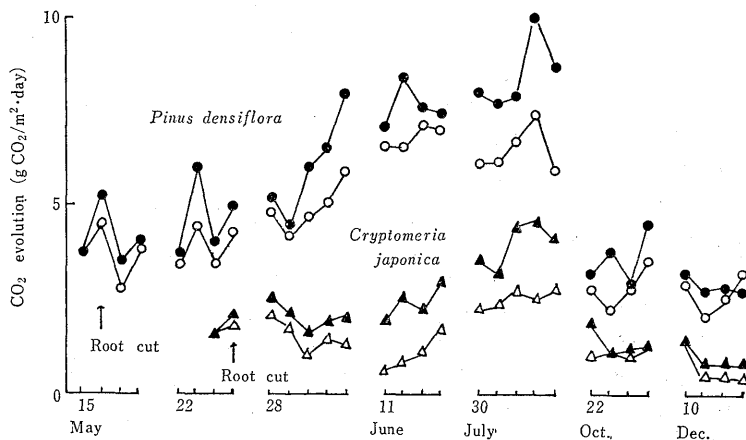 10
Pinus densiflora
5
Cryptomeria
japonica
CO₂ evolution (g CO₂/m²·day)
Root cut
Root cut
0
15 22 28 11 30 22 10
May June July Oct. Dec.